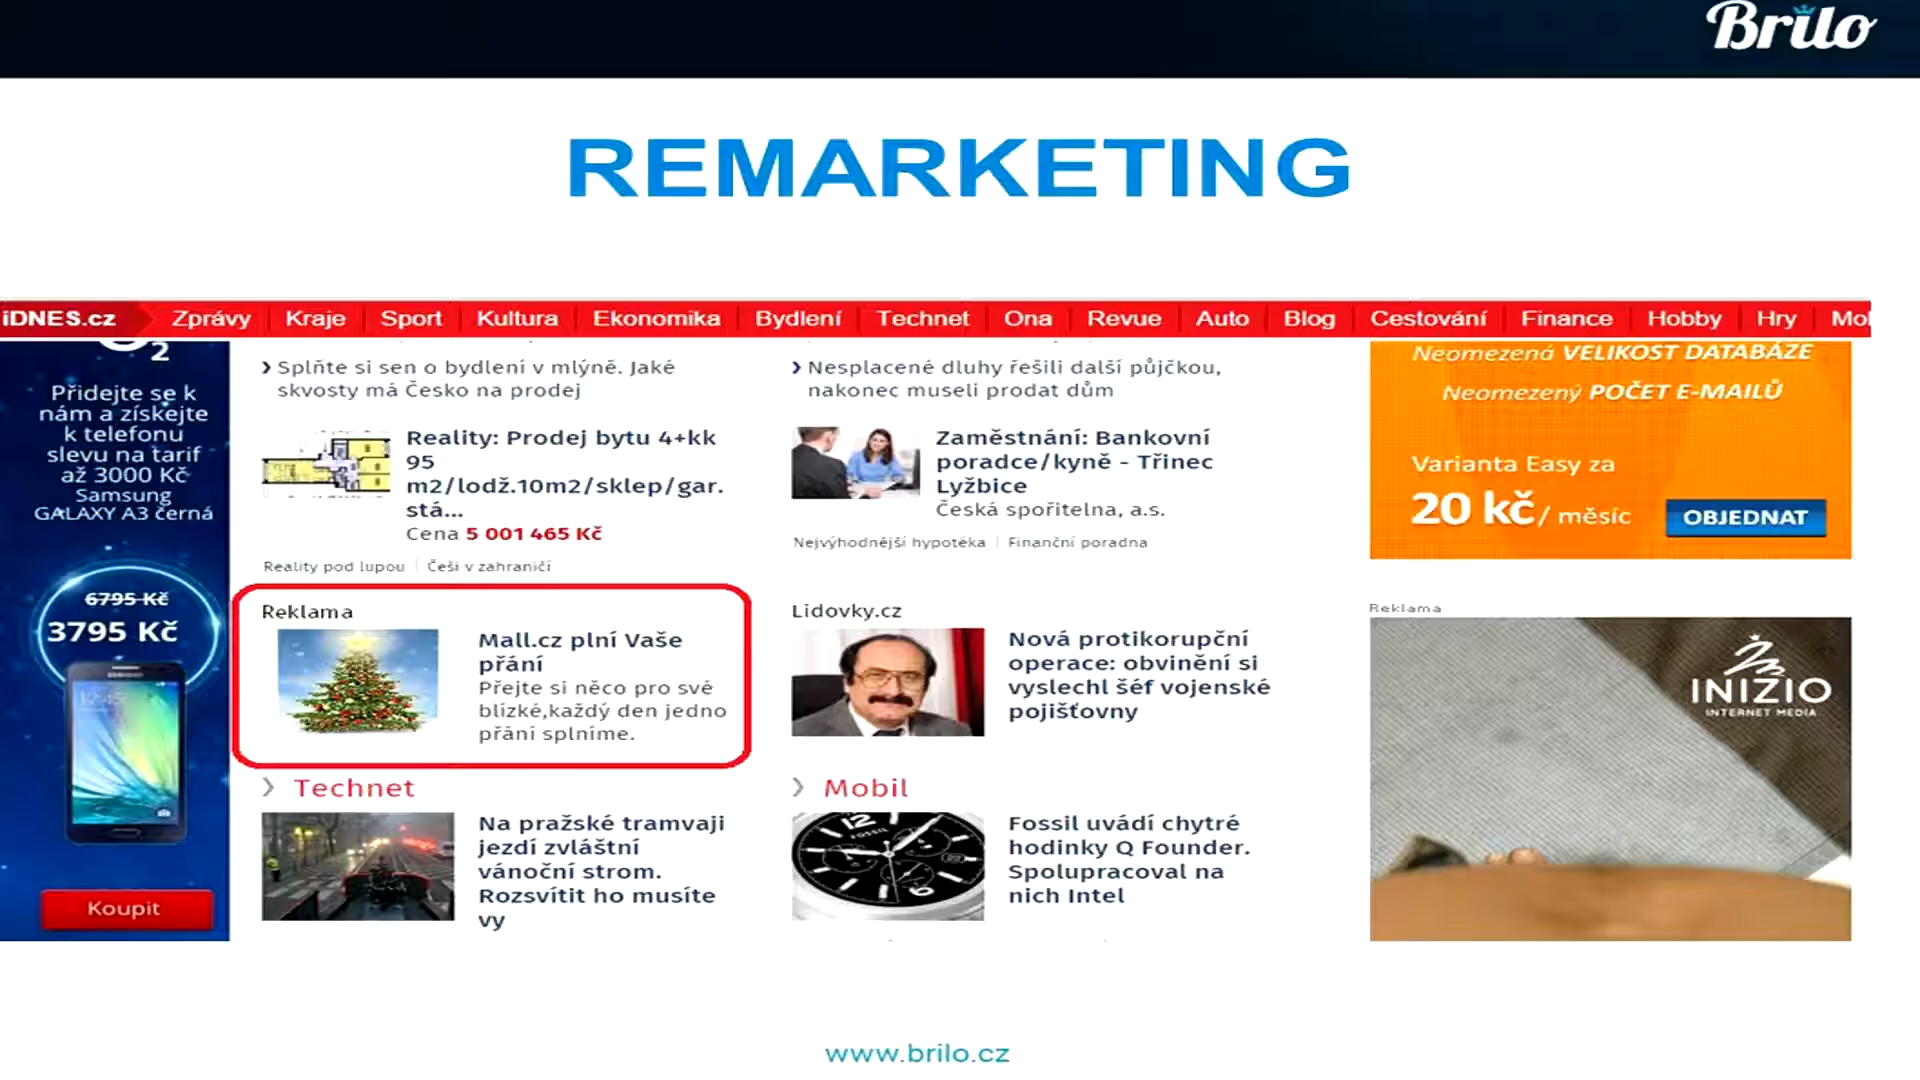 Brilo
REMARKETING
iDNES.cz Zprávy Kraje Sport Kultura Ekonomika Bydlení Technet Ona Revue Auto Blog Cestování Finance Hobby Hry
2
Přidejte se k
nám a získejte
k telefonu
slevu na tarif
až 3000 Kč
Samsung
GALAXY A3 černá
6795 Kč
3795 Kč
SAMSUNG
12:45
Koupit
Splňte si sen o bydlení v mlýně. Jaké
skvosty má Česko na prodej
Reality: Prodej bytu 4+kk
95
m2/lodž.10m2/sklep/gar.
stá...
Cena 5 001 465 Kč
Reality pod lupou Češi v zahraničí
Reklama
Mall.cz plní Vaše
přání
Přejte si něco pro své
blízké,každý den jedno
přání splníme.
Technet
Na pražské tramvaji
jezdí zvláštní
vánoční strom.
Rozsvítit ho musíte
vy
Nesplacené dluhy řešili další půjčkou,
nakonec museli prodat dům
Zaměstnání: Bankovní
poradce/kyně - Třinec
Lyžbice
Česká spořitelna, a.s.
Nejvýhodnější hypotéka Finanční poradna
Lidovky.cz
Nová protikorupční
operace: obvinění si
vyslechl šéf vojenské
pojišťovny
Mobil
12
FOSSIL
6
Fossil uvádí chytré
hodinky Q Founder.
Spolupracoval na
nich Intel
Neomezená VELIKOST DATABÁZE
Neomezený POČET E-MAILŮ
Varianta Easy za
20 kč/ měsíc
OBJEDNAT
Reklama
INIZIO
INTERNET MEDIA
www.brilo.cz